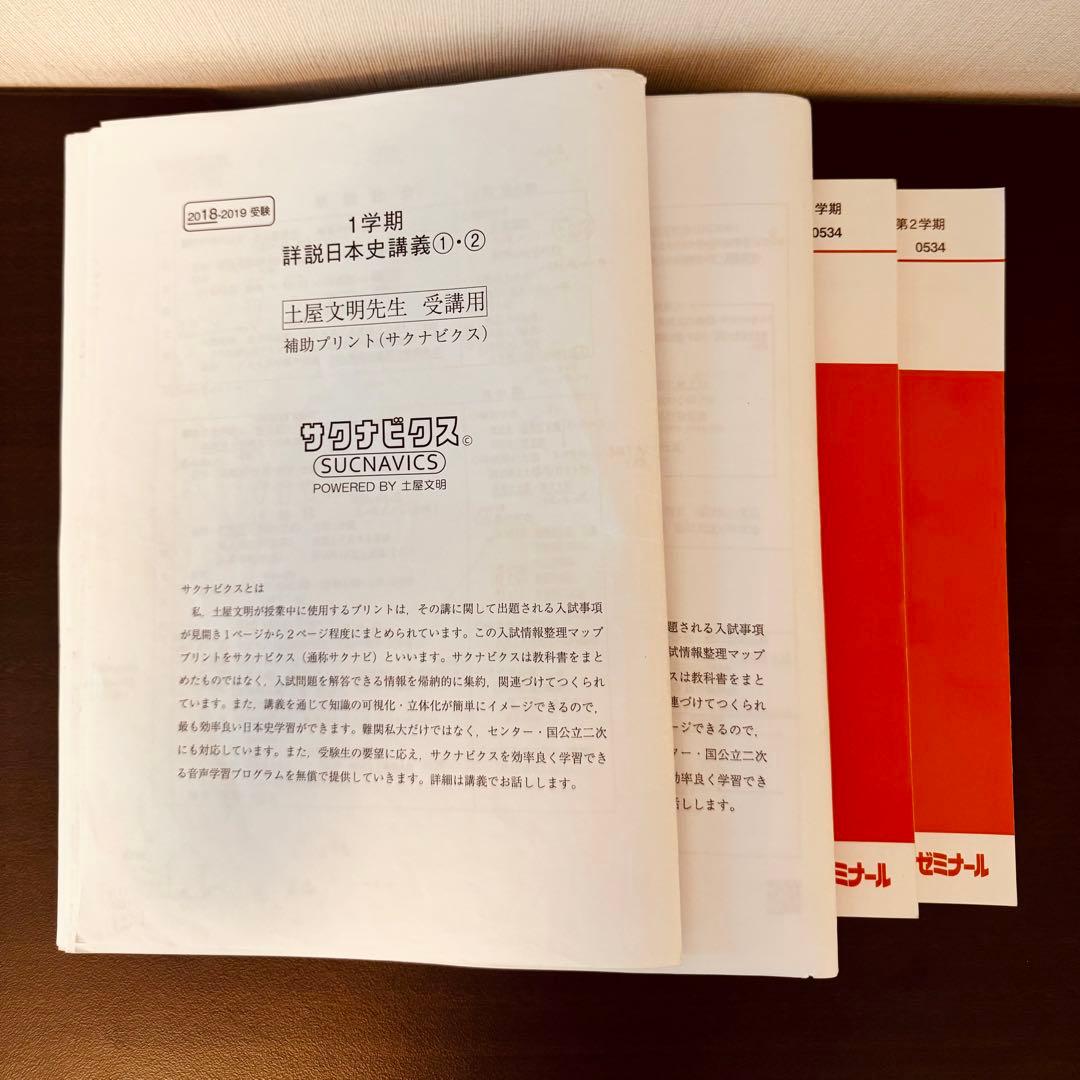 2018-2019 受験
1学期
詳説日本史講義①・②
土屋文明先生 受講用
補助プリント(サクナビクス)
サクナビクス©
SUCNAVICS
POWERED BY 土屋文明
サクナビクスとは
私，土屋文明が授業中に使用するプリントは，その講に関して出題される入試事項
が見開き1ページから2ページ程度にまとめられています。この入試情報整理マップ
プリントをサクナビクス（通称サクナビ）といいます。サクナビクスは教科書をまと
めたものではなく，入試問題を解答できる情報を帰納的に集約，関連づけてつくられ
ています。また，講義を通じて知識の可視化・立体化が簡単にイメージできるので，
最も効率良い日本史学習ができます。難関私大だけではなく，センター・国公立二次
にも対応しています。また，受験生の要望に応え，サクナビクスを効率良く学習でき
る音声学習プログラムを無償で提供していきます。詳細は講義でお話しします。
題される入試事項
試情報整理マップ
スは教科書をまと
連づけてつくられ
ージできるので，
ター・国公立二次
効率良く学習でき
話しします。
学期
0534
ミナール
第2学期
0534
ゼミナール